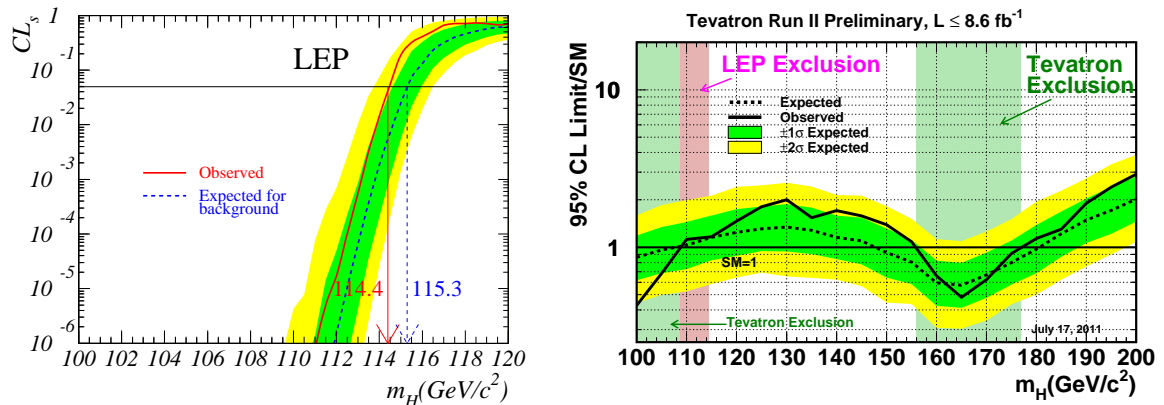 CLs
1
10 -1
10 -2
10 -3
10 -4
10 -5
10 -6
LEP
Observed
Expected for
background
114.4
115.3
100 102 104 106 108 110 112 114 116 118 120
mH(GeV/c2)
Tevatron Run II Preliminary, L ≤ 8.6 fb-1
95% CL Limit/SM
10
1
LEP Exclusion
Tevatron
Exclusion
Expected
Observed
±1σ Expected
±2σ Expected
SM=1
Tevatron Exclusion
July 17, 2011
100 110 120 130 140 150 160 170 180 190 200
mH(GeV/c2)